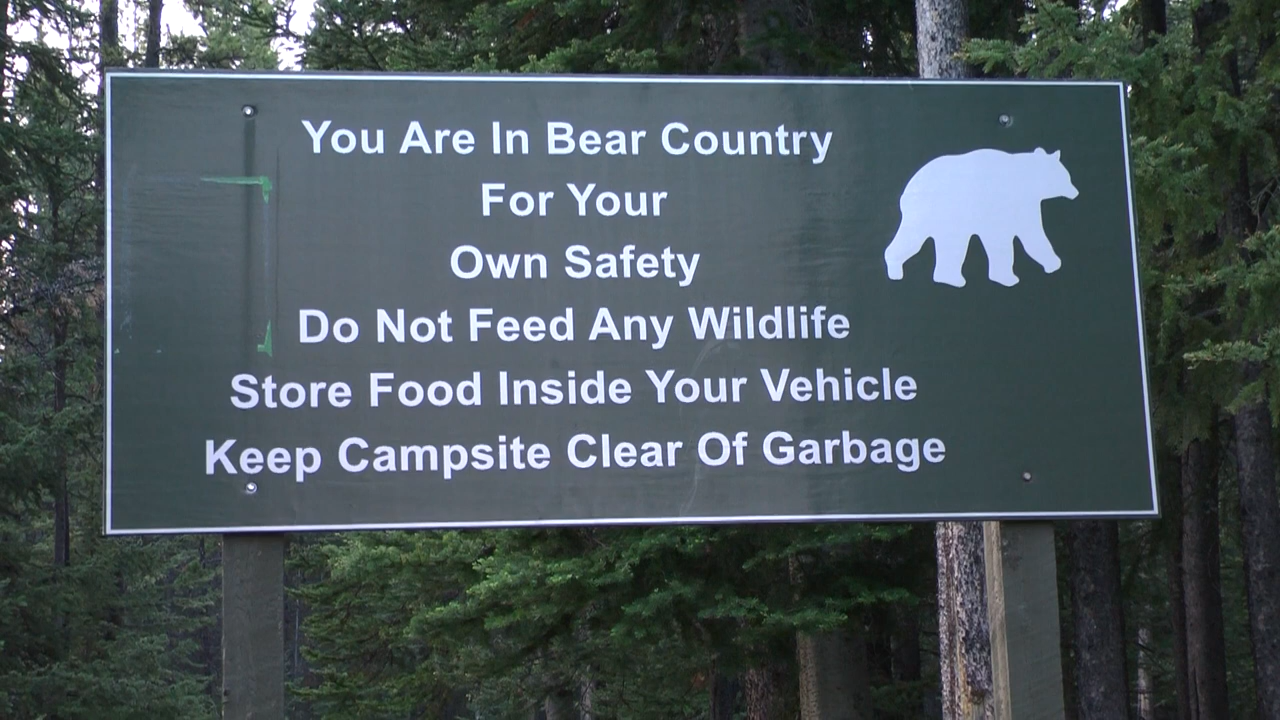 You Are In Bear Country
For Your
Own Safety
Do Not Feed Any Wildlife
Store Food Inside Your Vehicle
Keep Campsite Clear Of Garbage